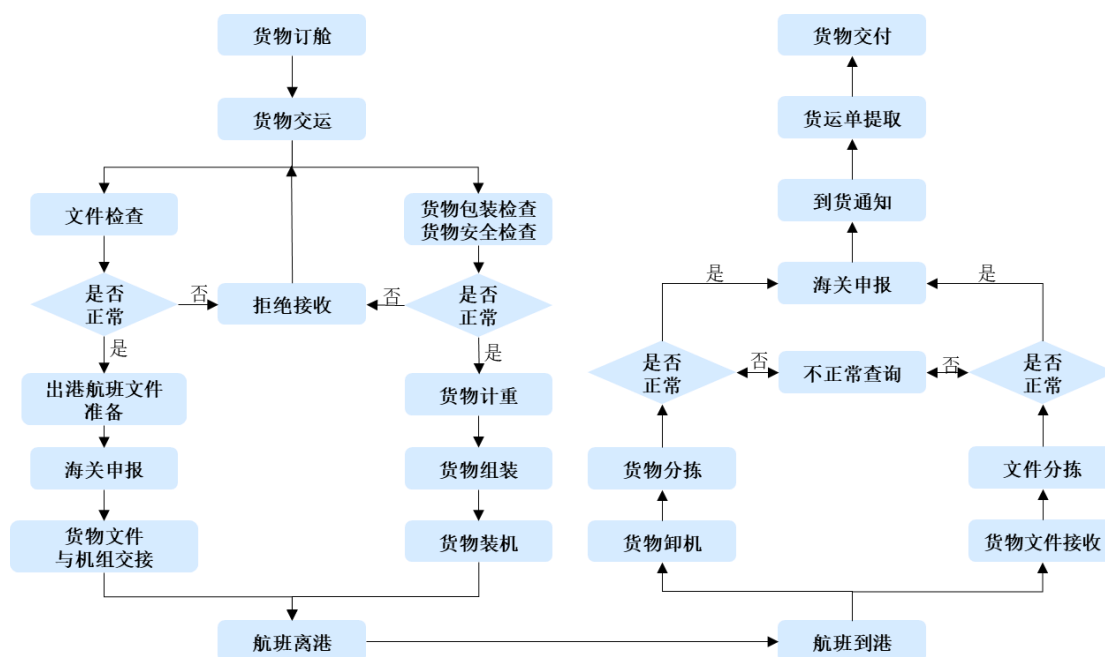 货物订舱
货物交运
文件检查
货物包装检查
货物安全检查
是否
正常
否
拒绝接收
否
是否
正常
是
是
出港航班文件
准备
货物计重
海关申报
货物组装
货物文件
与机组交接
货物装机
航班离港
货物交付
货运单提取
到货通知
是
海关申报
是
是否
正常
否
不正常查询
否
是否
正常
货物分拣
文件分拣
货物卸机
货物文件接收
航班到港